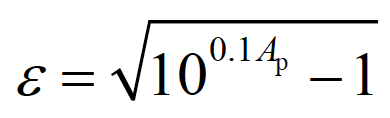 ε = √(10^(0.1A_p) − 1)